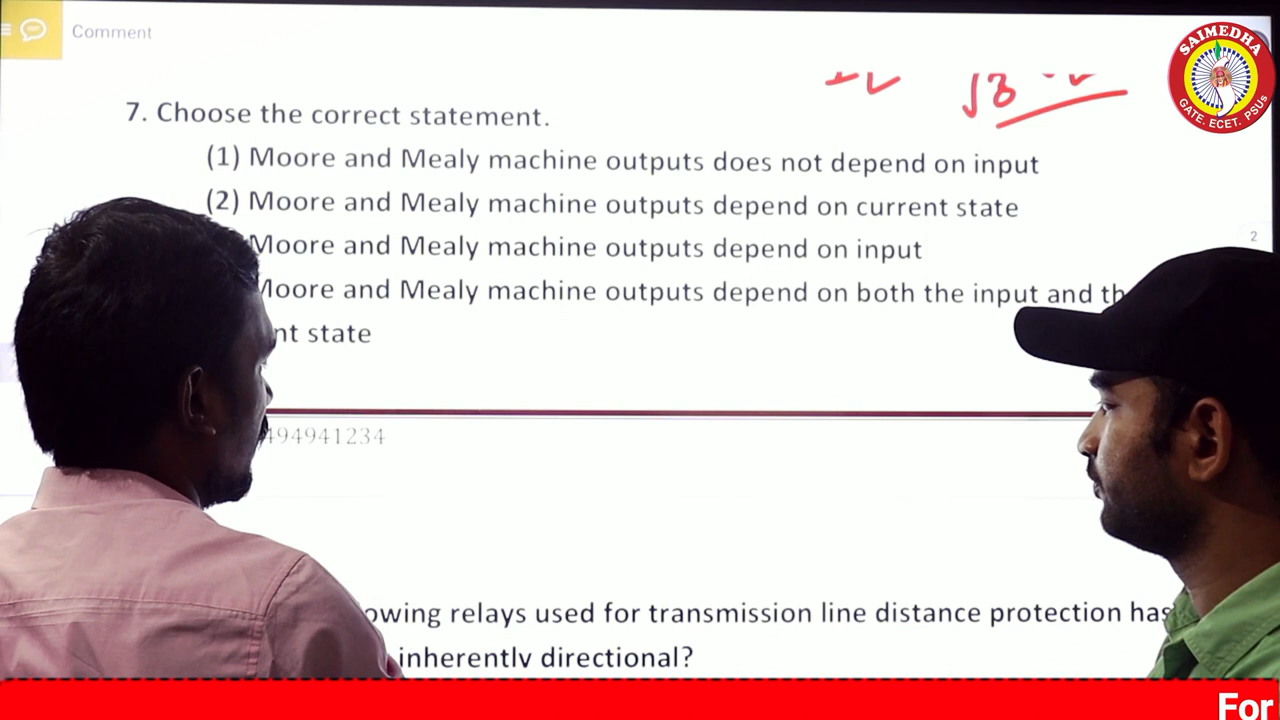 Comment
SAIMEDHA
GATE. ECET. PSUs
7. Choose the correct statement.
(1) Moore and Mealy machine outputs does not depend on input
(2) Moore and Mealy machine outputs depend on current state
2
Moore and Mealy machine outputs depend on input
Moore and Mealy machine outputs depend on both the input and
state
494941234
relays used for transmission line distance protection has
inherently directional?
For